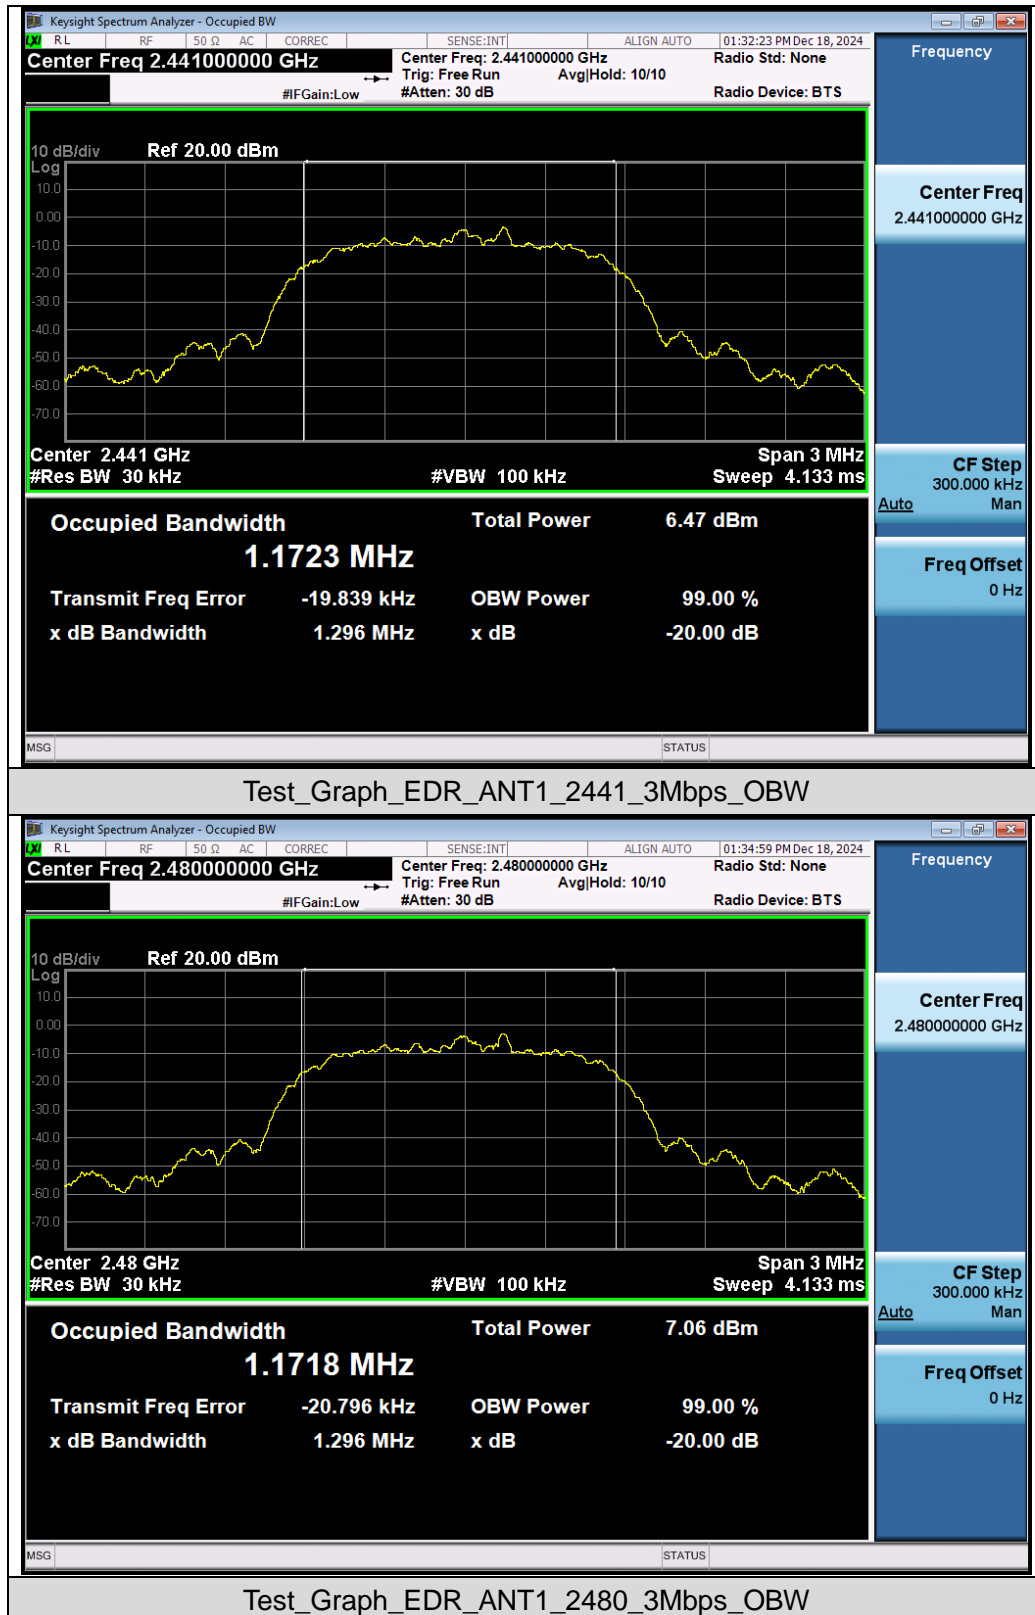 Keysight Spectrum Analyzer - Occupied BW
LXI RL RF 50 Ω AC CORREC SENSE:INT ALIGN AUTO 01:32:23 PM Dec 18, 2024
Center Freq 2.441000000 GHz
Center Freq: 2.441000000 GHz
Radio Std: None
Trig: Free Run Avg|Hold: 10/10
#IFGain:Low
#Atten: 30 dB
Radio Device: BTS
Frequency
10 dB/div Ref 20.00 dBm
Log
10.0
0.00
-10.0
-20.0
-30.0
-40.0
-50.0
-60.0
-70.0
Center 2.441 GHz
Span 3 MHz
#Res BW 30 kHz
#VBW 100 kHz
Sweep 4.133 ms
Center Freq
2.441000000 GHz
CF Step
300.000 kHz
Auto Man
Freq Offset
0 Hz
Occupied Bandwidth
Total Power 6.47 dBm
1.1723 MHz
Transmit Freq Error -19.839 kHz OBW Power 99.00 %
x dB Bandwidth 1.296 MHz x dB -20.00 dB
MSG STATUS
Test_Graph_EDR_ANT1_2441_3Mbps_OBW
Keysight Spectrum Analyzer - Occupied BW
LXI RL RF 50 Ω AC CORREC SENSE:INT ALIGN AUTO 01:34:59 PM Dec 18, 2024
Center Freq 2.480000000 GHz
Center Freq: 2.480000000 GHz
Radio Std: None
Trig: Free Run Avg|Hold: 10/10
#IFGain:Low
#Atten: 30 dB
Radio Device: BTS
Frequency
10 dB/div Ref 20.00 dBm
Log
10.0
0.00
-10.0
-20.0
-30.0
-40.0
-50.0
-60.0
-70.0
Center 2.48 GHz
Span 3 MHz
#Res BW 30 kHz
#VBW 100 kHz
Sweep 4.133 ms
Center Freq
2.480000000 GHz
CF Step
300.000 kHz
Auto Man
Freq Offset
0 Hz
Occupied Bandwidth
Total Power 7.06 dBm
1.1718 MHz
Transmit Freq Error -20.796 kHz OBW Power 99.00 %
x dB Bandwidth 1.296 MHz x dB -20.00 dB
MSG STATUS
Test_Graph_EDR_ANT1_2480_3Mbps_OBW